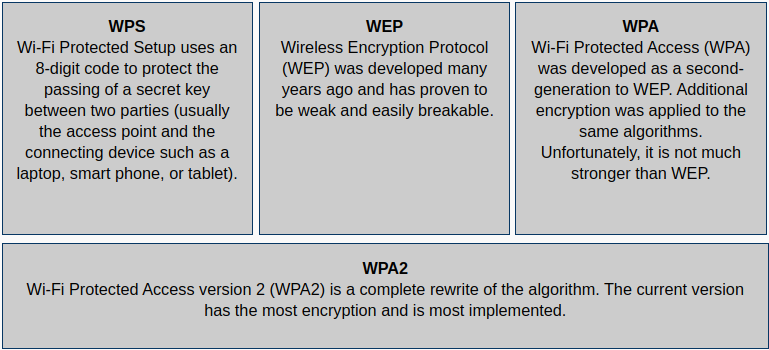 WPS
Wi-Fi Protected Setup uses an
8-digit code to protect the
passing of a secret key
between two parties (usually
the access point and the
connecting device such as a
laptop, smart phone, or tablet).
WEP
Wireless Encryption Protocol
(WEP) was developed many
years ago and has proven to
be weak and easily breakable.
WPA
Wi-Fi Protected Access (WPA)
was developed as a second-
generation to WEP. Additional
encryption was applied to the
same algorithms.
Unfortunately, it is not much
stronger than WEP.
WPA2
Wi-Fi Protected Access version 2 (WPA2) is a complete rewrite of the algorithm. The current version
has the most encryption and is most implemented.